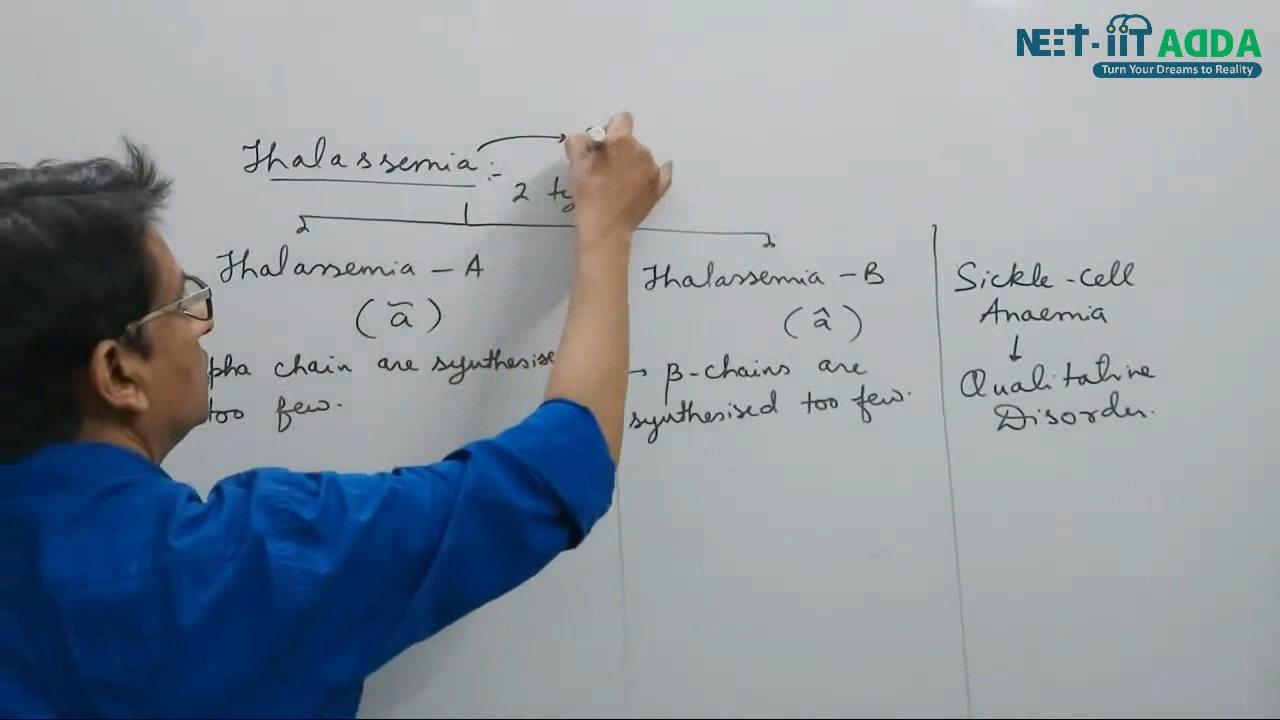 NEET-IIT ADDA
Turn Your Dreams to Reality
Thalassemia :-
2
Thalassemia - A
(ã)
pha chain are synthesise
too few.
Thalassemia - B
(â)
→ β-chains are
synthesised too few.
Sickle-cell
Anaemia
↓
Qualitative
Disorder.